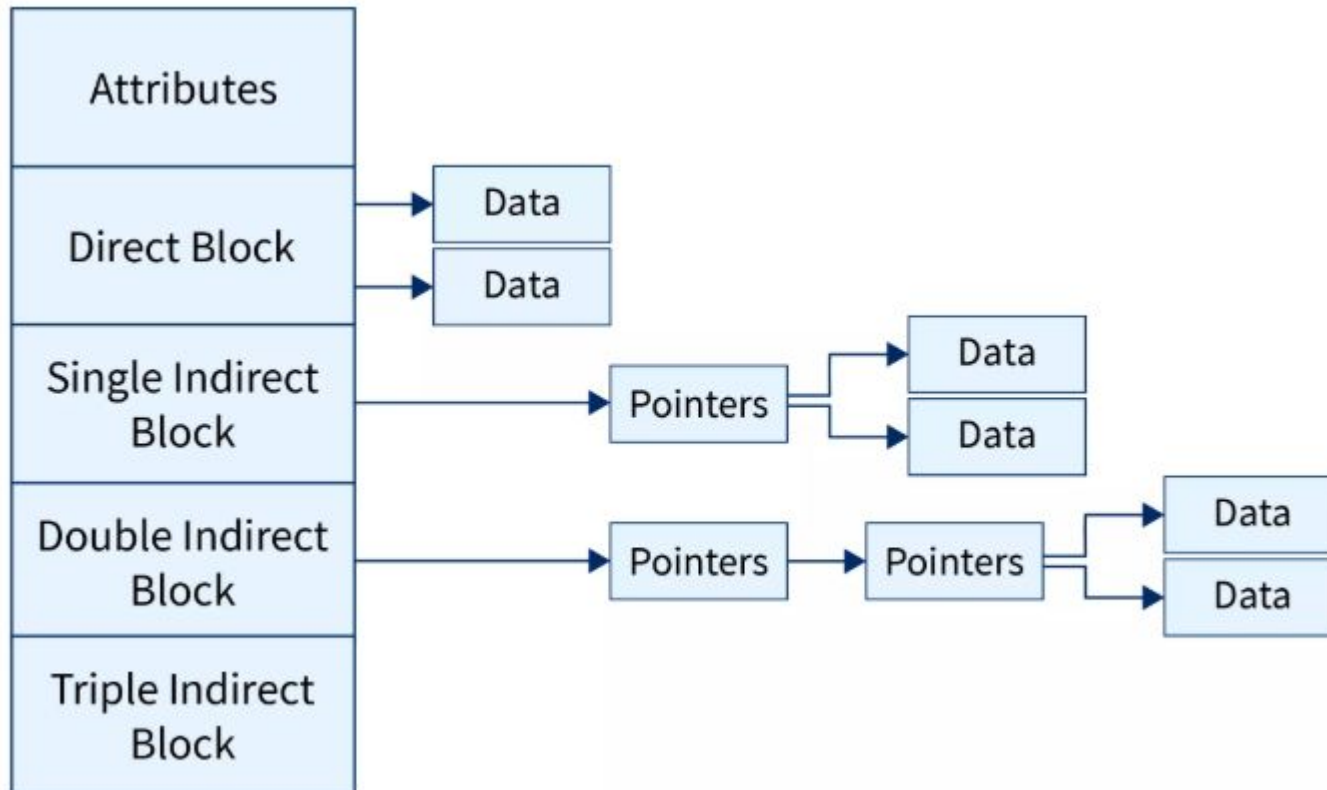 Attributes
Direct Block
Data
Data
Single Indirect
Block
Pointers
Data
Data
Double Indirect
Block
Pointers
Pointers
Data
Data
Triple Indirect
Block